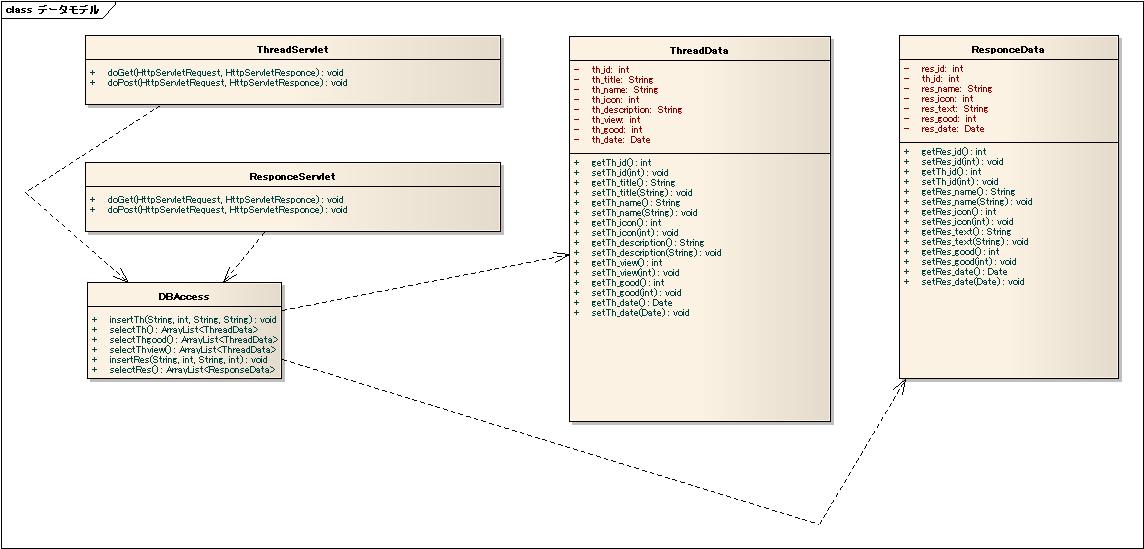 class データモデル
ThreadServlet
+ doGet(HttpServletRequest, HttpServletResponce) : void
+ doPost(HttpServletRequest, HttpServletResponce) : void
ResponceServlet
+ doGet(HttpServletRequest, HttpServletResponce) : void
+ doPost(HttpServletRequest, HttpServletResponce) : void
DBAccess
+ insertTh(String, int, String, String) : void
+ selectTh() : ArrayList<ThreadData>
+ selectThgood() : ArrayList<ThreadData>
+ selectThview() : ArrayList<ThreadData>
+ insertRes(String, int, String, int) : void
+ selectRes() : ArrayList<ResponseData>
ThreadData
- th_id: int
- th_title: String
- th_name: String
- th_icon: int
- th_description: String
- th_view: int
- th_good: int
- th_date: Date
+ getTh_id() : int
+ setTh_id(int) : void
+ getTh_title() : String
+ setTh_title(String) : void
+ getTh_name() : String
+ setTh_name(String) : void
+ getTh_icon() : int
+ setTh_icon(int) : void
+ getTh_description() : String
+ setTh_description(String) : void
+ getTh_view() : int
+ setTh_view(int) : void
+ getTh_good() : int
+ setTh_good(int) : void
+ getTh_date() : Date
+ setTh_date(Date) : void
ResponceData
- res_id: int
- th_id: int
- res_name: String
- res_icon: int
- res_text: String
- res_good: int
- res_date: Date
+ getRes_id() : int
+ setRes_id(int) : void
+ getTh_id() : int
+ setTh_id(int) : void
+ getRes_name() : String
+ setRes_name(String) : void
+ getRes_icon() : int
+ setRes_icon(int) : void
+ getRes_text() : String
+ setRes_text(String) : void
+ getRes_good() : int
+ setRes_good(int) : void
+ getRes_date() : Date
+ setRes_date(Date) : void